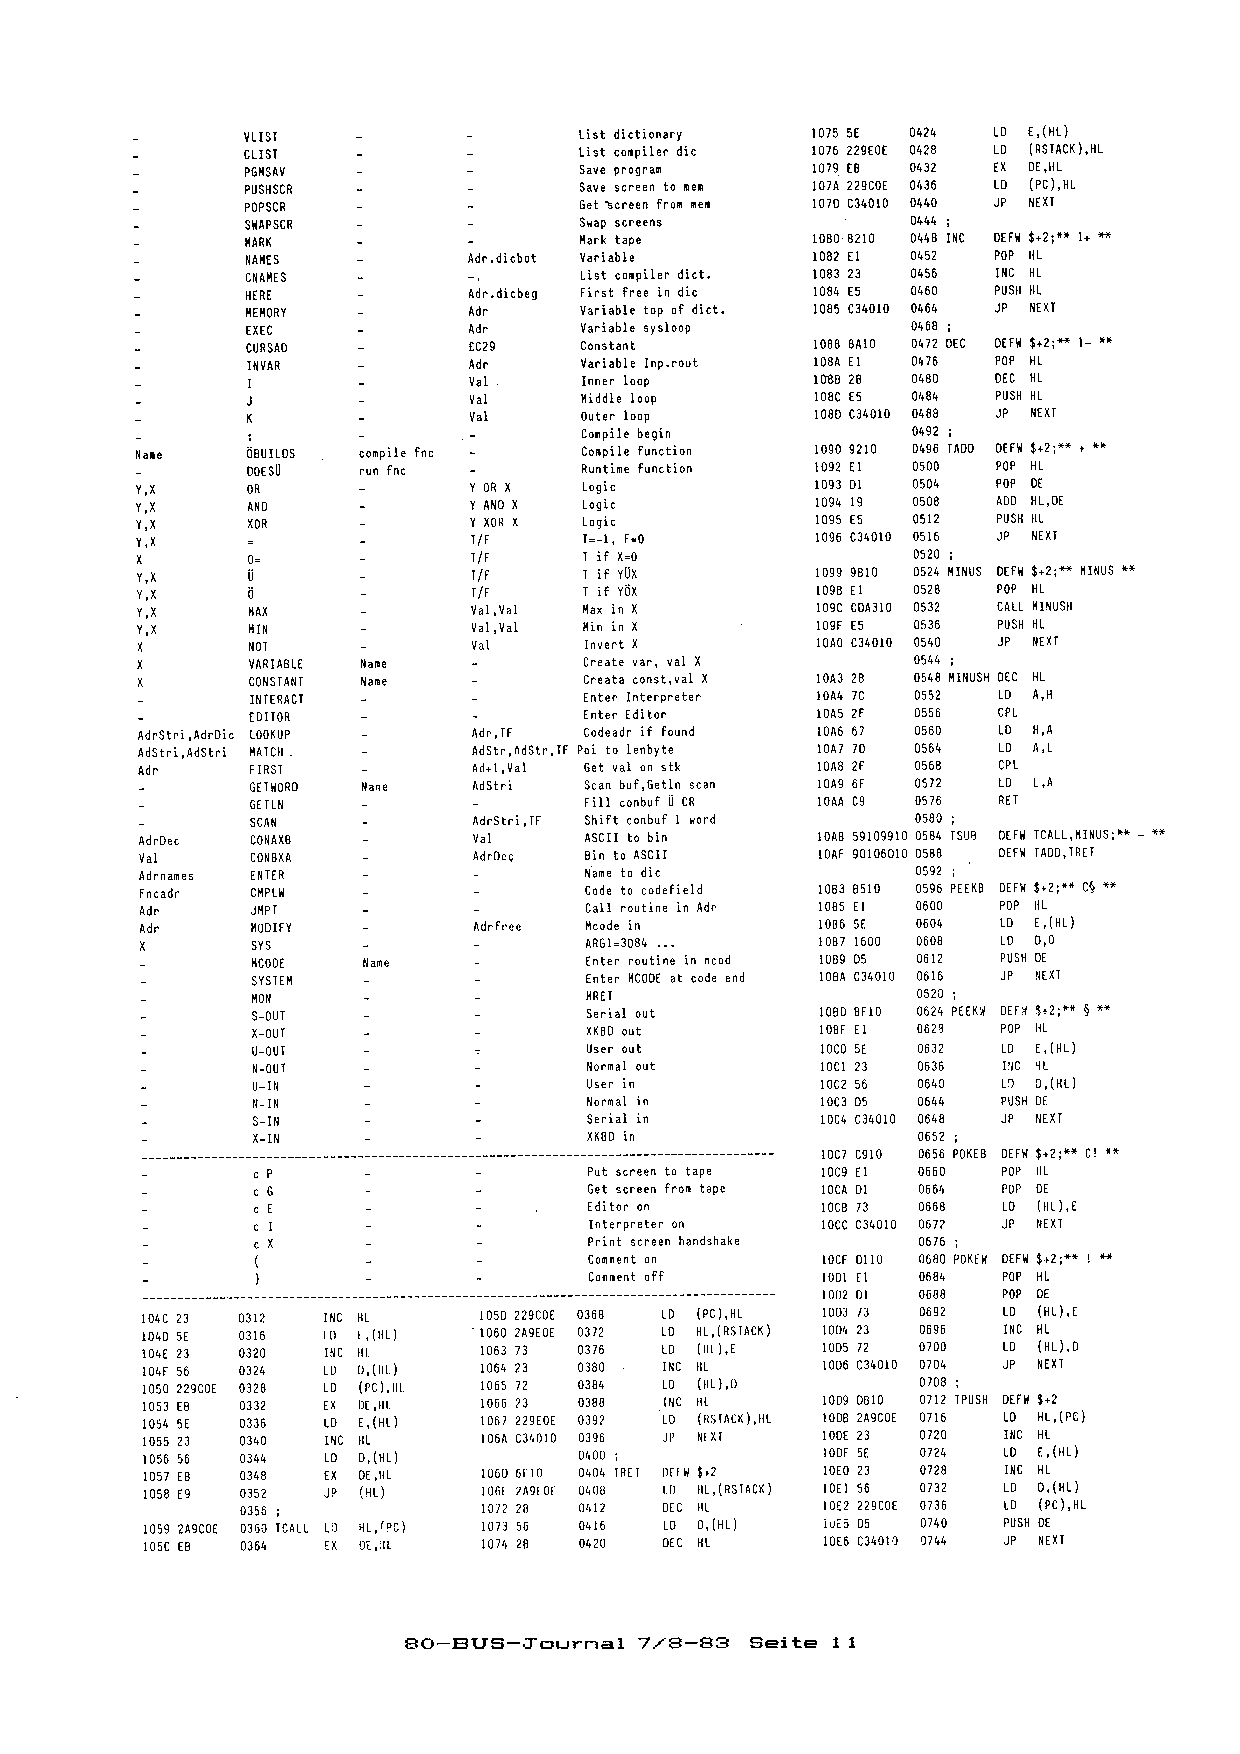 - VLIST - - List dictionary
- CLIST - - List compiler dic
- PGMSAV - - Save program
- PUSHSCR - - Save screen to mem
- POPSCR - - Get screen from mem
- SWAPSCR - - Swap screens
- MARK - - Mark tape
- NAMES - Adr.dicbot Variable
- CNAMES - -. List compiler dict.
- HERE - Adr.dicbeg First free in dic
- MEMORY - Adr Variable top of dict.
- EXEC - Adr Variable sysloop
- CURSAD - £C29 Constant
- INVAR - Adr Variable Inp.rout
- I - Val Inner loop
- J - Val Middle loop
- K - Val Outer loop
- : - - Compile begin
Name ÖBUILDS compile fnc - Compile function
- DOESÜ run fnc - Runtime function
Y,X OR - Y OR X Logic
Y,X AND - Y AND X Logic
Y,X XOR - Y XOR X Logic
Y,X = - T/F T=-1, F=0
X 0= - T/F T if X=0
Y,X Ü - T/F T if YÜX
Y,X Ö - T/F T if YÖX
Y,X MAX - Val,Val Max in X
Y,X MIN - Val,Val Min in X
X NOT - Val Invert X
X VARIABLE Name - Create var, val X
X CONSTANT Name - Creata const,val X
- INTERACT - - Enter Interpreter
- EDITOR - - Enter Editor
AdrStri,AdrDic LOOKUP - Adr,TF Codeadr if found
AdStri,AdStri MATCH - AdStr,AdStr,TF Poi to lenbyte
Adr FIRST - Ad+1,Val Get val on stk
- GETWORD Name AdStri Scan buf,Getln scan
- GETLN - - Fill conbuf Ü CR
- SCAN - AdrStri,TF Shift conbuf 1 word
AdrDec CONAXB - Val ASCII to bin
Val CONBXA - AdrDec Bin to ASCII
Adrnames ENTER - - Name to dic
Fncadr CMPLW - - Code to codefield
Adr JMPT - - Call routine in Adr
Adr MODIFY - AdrFree Mcode in
X SYS - - ARG1=3084 ...
- MCODE Name - Enter routine in mcod
- SYSTEM - - Enter MCODE at code end
- MON - - MRET
- S-OUT - - Serial out
- X-OUT - - XKBD out
- U-OUT - - User out
- N-OUT - - Normal out
- U-IN - - User in
- N-IN - - Normal in
- S-IN - - Serial in
- X-IN - - XKBD in
- c P - - Put screen to tape
- c G - - Get screen from tape
- c E - - Editor on
- c I - - Interpreter on
- c X - - Print screen handshake
- ( - - Comment on
- ) - - Comment off
104C 23 0312 INC HL
104D 5E 0316 LD E,(HL)
104E 23 0320 INC HL
104F 56 0324 LD D,(HL)
1050 229C0E 0328 LD (PC),HL
1053 EB 0332 EX DE,HL
1054 5E 0336 LD E,(HL)
1055 23 0340 INC HL
1056 56 0344 LD D,(HL)
1057 EB 0348 EX DE,HL
1058 E9 0352 JP (HL)
0356 ;
1059 2A9C0E 0360 TCALL LD HL,(PC)
105C EB 0364 EX DE,HL
105D 229C0E 0368 LD (PC),HL
1060 2A9E0E 0372 LD HL,(RSTACK)
1063 73 0376 LD (HL),E
1064 23 0380 INC HL
1065 72 0384 LD (HL),D
1066 23 0388 INC HL
1067 229E0E 0392 LD (RSTACK),HL
106A C34010 0396 JP NEXT
0400 ;
106D 6F10 0404 TRET DEFW $+2
106F 2A9E0E 0408 LD HL,(RSTACK)
1072 2B 0412 DEC HL
1073 56 0416 LD D,(HL)
1074 2B 0420 DEC HL
1075 5E 0424 LD E,(HL)
1076 229E0E 0428 LD (RSTACK),HL
1079 EB 0432 EX DE,HL
107A 229C0E 0436 LD (PC),HL
107D C34010 0440 JP NEXT
0444 ;
1080 8210 0448 INC DEFW $+2;** 1+ **
1082 E1 0452 POP HL
1083 23 0456 INC HL
1084 E5 0460 PUSH HL
1085 C34010 0464 JP NEXT
0468 ;
1088 8A10 0472 DEC DEFW $+2;** 1- **
108A E1 0476 POP HL
108B 2B 0480 DEC HL
108C E5 0484 PUSH HL
108D C34010 0488 JP NEXT
0492 ;
1090 9210 0496 TADD DEFW $+2;** + **
1092 E1 0500 POP HL
1093 D1 0504 POP DE
1094 19 0508 ADD HL,DE
1095 E5 0512 PUSH HL
1096 C34010 0516 JP NEXT
0520 ;
1099 9B10 0524 MINUS DEFW $+2;** MINUS **
109B E1 0528 POP HL
109C CDA310 0532 CALL MINUSH
109F E5 0536 PUSH HL
10A0 C34010 0540 JP NEXT
0544 ;
10A3 2B 0548 MINUSH DEC HL
10A4 7C 0552 LD A,H
10A5 2F 0556 CPL
10A6 67 0560 LD H,A
10A7 7D 0564 LD A,L
10A8 2F 0568 CPL
10A9 6F 0572 LD L,A
10AA C9 0576 RET
0580 ;
10AB 59109910 0584 TSUB DEFW TCALL,MINUS;** - **
10AF 90106D10 0588 DEFW TADD,TRET
0592 ;
10B3 B510 0596 PEEKB DEFW $+2;** C§ **
10B5 E1 0600 POP HL
10B6 5E 0604 LD E,(HL)
10B7 1600 0608 LD D,0
10B9 D5 0612 PUSH DE
10BA C34010 0616 JP NEXT
0620 ;
10BD BF10 0624 PEEKW DEFW $+2;** § **
10BF E1 0628 POP HL
10C0 5E 0632 LD E,(HL)
10C1 23 0636 INC HL
10C2 56 0640 LD D,(HL)
10C3 D5 0644 PUSH DE
10C4 C34010 0648 JP NEXT
0652 ;
10C7 C910 0656 POKEB DEFW $+2;** C! **
10C9 E1 0660 POP HL
10CA D1 0664 POP DE
10CB 73 0668 LD (HL),E
10CC C34010 0672 JP NEXT
0676 ;
10CF D110 0680 POKEW DEFW $+2;** ! **
10D1 E1 0684 POP HL
10D2 D1 0688 POP DE
10D3 73 0692 LD (HL),E
10D4 23 0696 INC HL
10D5 72 0700 LD (HL),D
10D6 C34010 0704 JP NEXT
0708 ;
10D9 DB10 0712 TPUSH DEFW $+2
10DB 2A9C0E 0716 LD HL,(PC)
10DE 23 0720 INC HL
10DF 5E 0724 LD E,(HL)
10E0 23 0728 INC HL
10E1 56 0732 LD D,(HL)
10E2 229C0E 0736 LD (PC),HL
10E5 D5 0740 PUSH DE
10E6 C34010 0744 JP NEXT
80-BUS-Journal 7/8-83 Seite 11